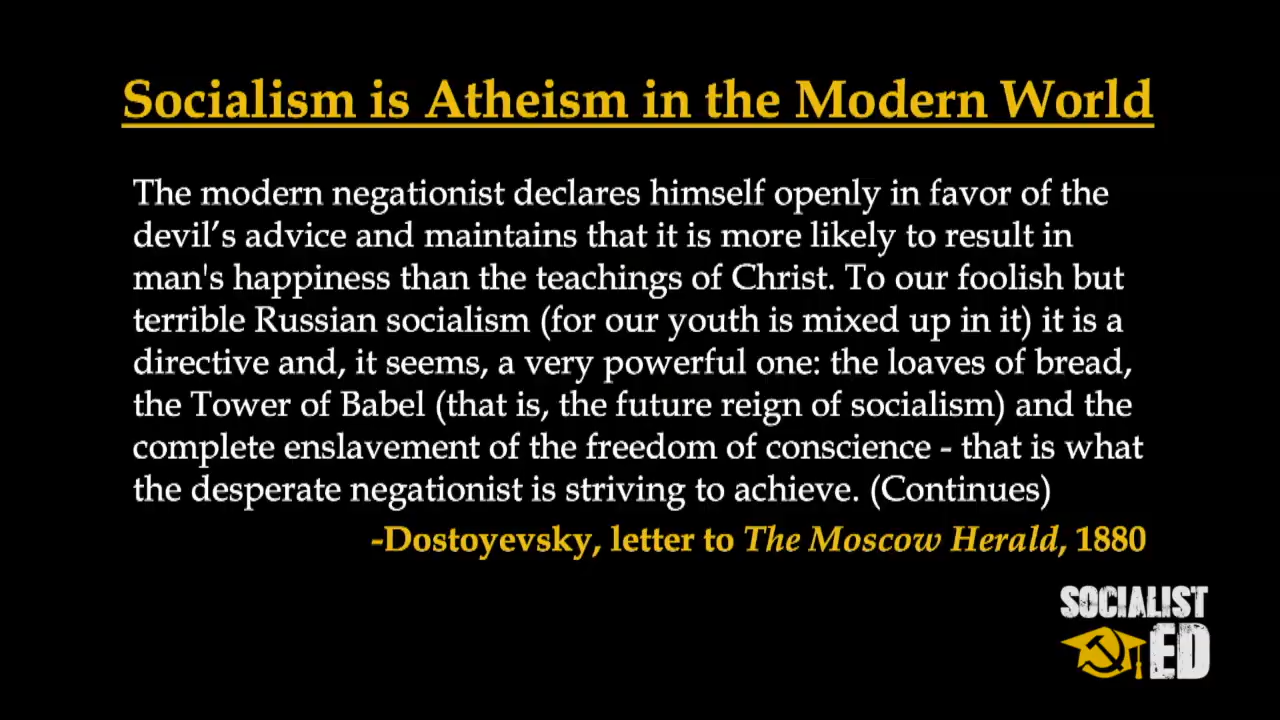 Socialism is Atheism in the Modern World
The modern negationist declares himself openly in favor of the
devil’s advice and maintains that it is more likely to result in
man's happiness than the teachings of Christ. To our foolish but
terrible Russian socialism (for our youth is mixed up in it) it is a
directive and, it seems, a very powerful one: the loaves of bread,
the Tower of Babel (that is, the future reign of socialism) and the
complete enslavement of the freedom of conscience - that is what
the desperate negationist is striving to achieve. (Continues)
-Dostoyevsky, letter to The Moscow Herald, 1880
SOCIALIST
ED